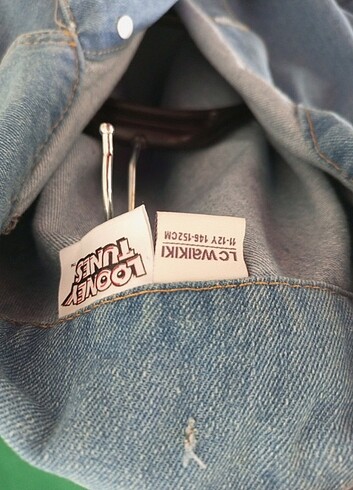 LOONEY
TUNES
LC WAIKIKI
11-12Y 146-152CM